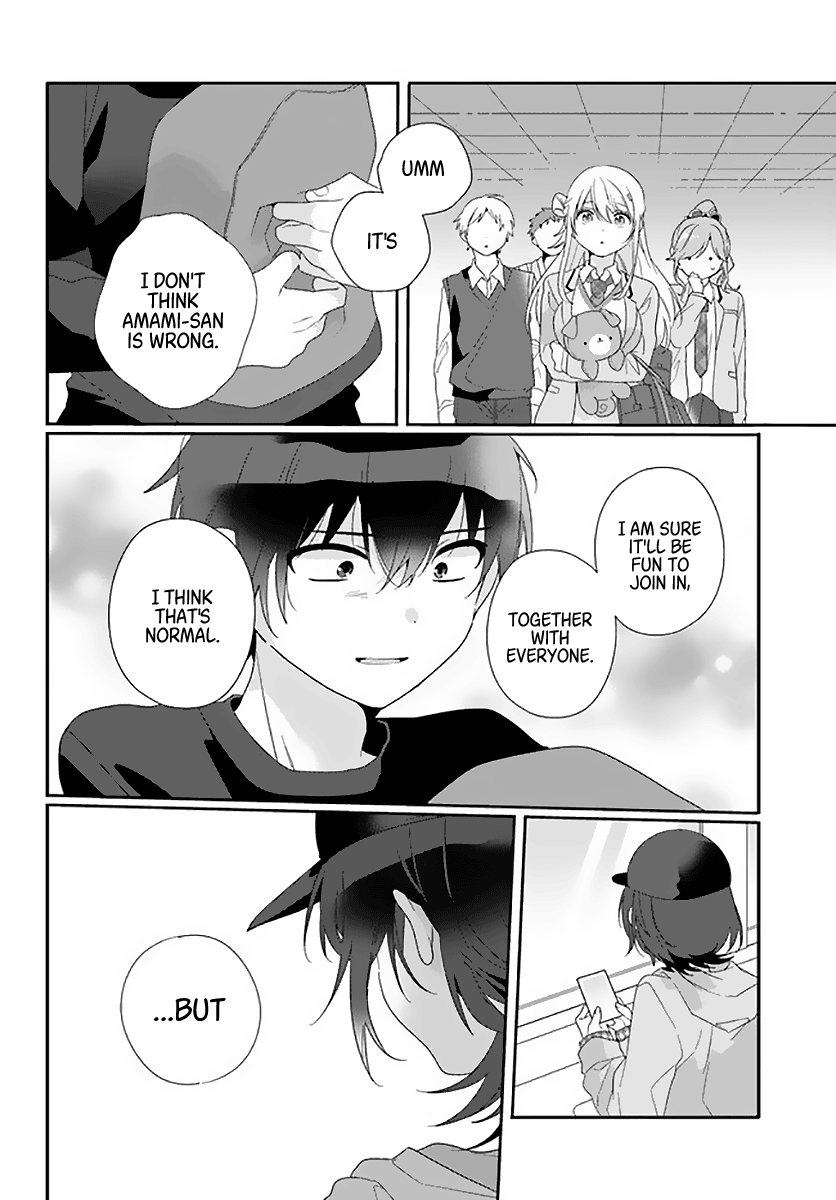 UMM
IT'S
I DON'T
THINK
AMAMI-SAN
IS WRONG.
I AM SURE
IT'LL BE
FUN TO
JOIN IN,
TOGETHER
WITH
EVERYONE.
I THINK
THAT'S
NORMAL.
...BUT